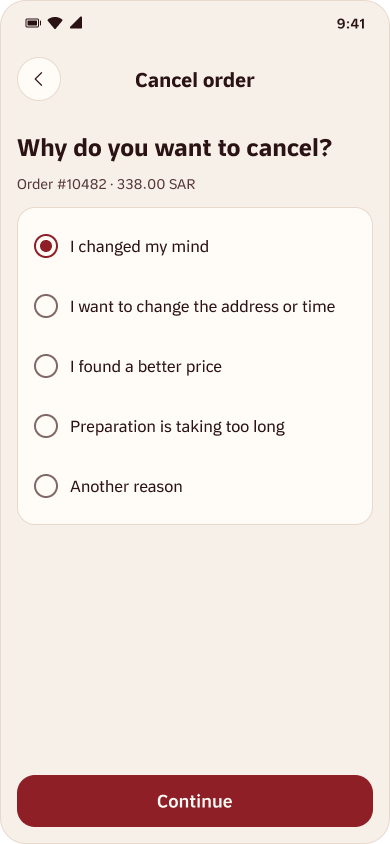 9:41
Cancel order
Why do you want to cancel?
Order #10482 · 338.00 SAR
I changed my mind
I want to change the address or time
I found a better price
Preparation is taking too long
Another reason
Continue